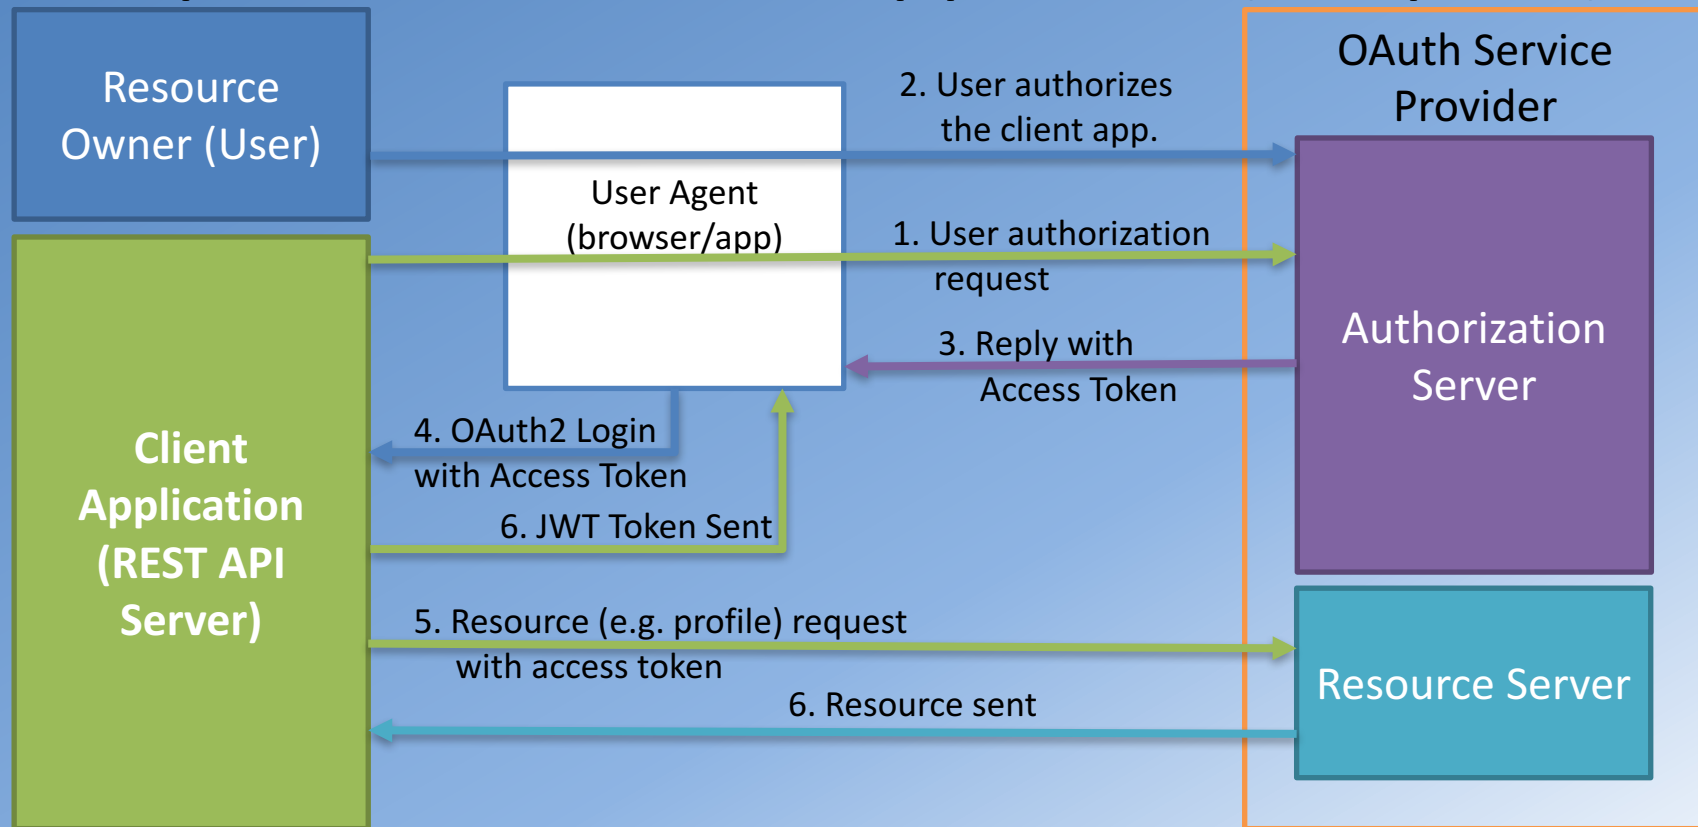 Resource
Owner (User)
User Agent
(browser/app)
2. User authorizes
the client app.
1. User authorization
request
3. Reply with
Access Token
OAuth Service
Provider
Authorization
Server
Client
Application
(REST API
Server)
4. OAuth2 Login
with Access Token
6. JWT Token Sent
5. Resource (e.g. profile) request
with access token
6. Resource sent
Resource Server